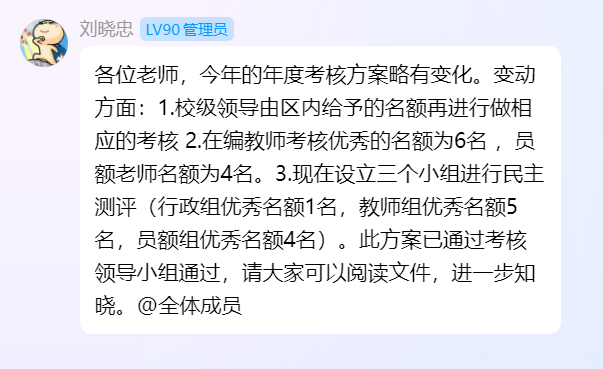 刘晓忠 LV90 管理员
各位老师，今年的年度考核方案略有变化。变动
方面：1.校级领导由区内给予的名额再进行做相
应的考核 2.在编教师考核优秀的名额为6名 ，员
额老师名额为4名。3.现在设立三个小组进行民主
测评（行政组优秀名额1名，教师组优秀名额5
名，员额组优秀名额4名）。此方案已通过考核
领导小组通过，请大家可以阅读文件，进一步知
晓。@全体成员